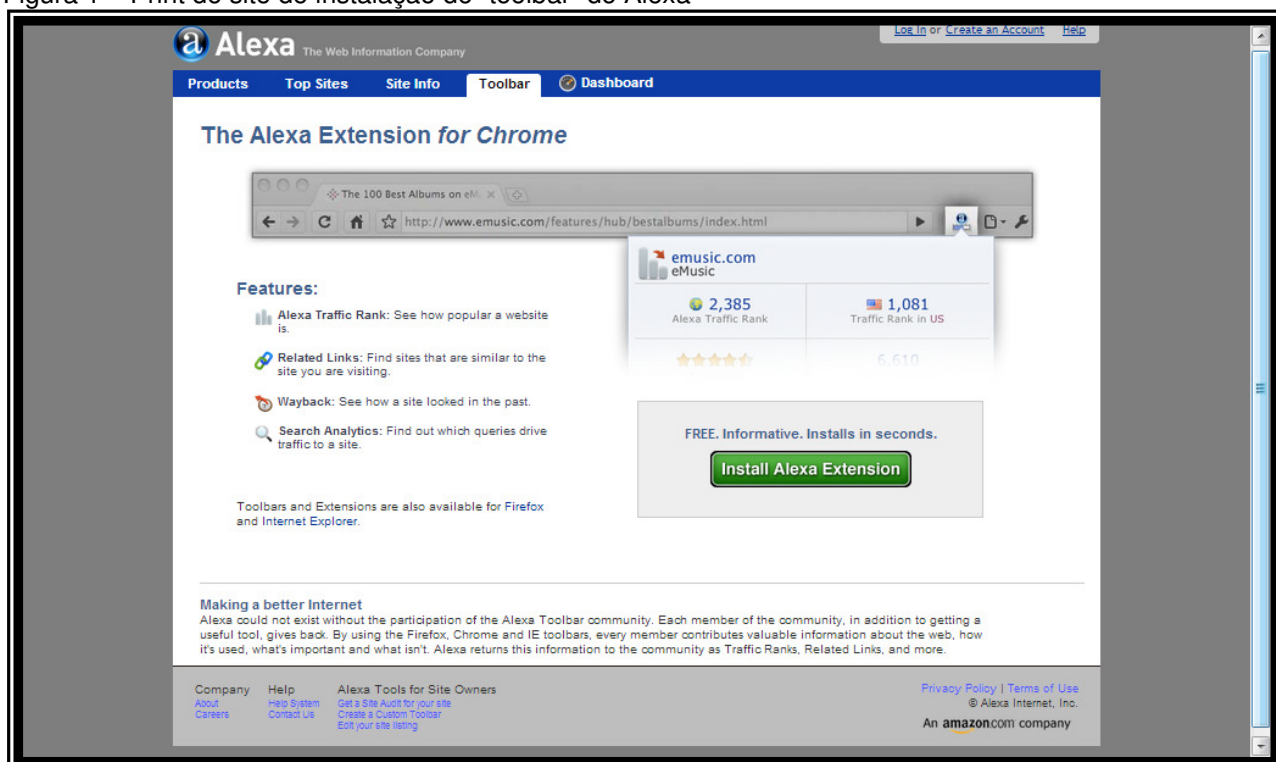 Figura 1 – Print do site de instalação do "toolbar" do Alexa
Log In or Create an Account Help
Alexa The Web Information Company
Products Top Sites Site Info Toolbar Dashboard
The Alexa Extension for Chrome
The 100 Best Albums on eM
http://www.emusic.com/features/hub/bestalbums/index.html
emusic.com
eMusic
2,385 1,081
Alexa Traffic Rank Traffic Rank in US
6,610
Features:
Alexa Traffic Rank: See how popular a website
is.
Related Links: Find sites that are similar to the
site you are visiting.
Wayback: See how a site looked in the past.
Search Analytics: Find out which queries drive
traffic to a site.
FREE. Informative. Installs in seconds.
Install Alexa Extension
Toolbars and Extensions are also available for Firefox
and Internet Explorer.
Making a better Internet
Alexa could not exist without the participation of the Alexa Toolbar community. Each member of the community, in addition to getting a
useful tool, gives back. By using the Firefox, Chrome and IE toolbars, every member contributes valuable information about the web, how
it's used, what's important and what isn't. Alexa returns this information to the community as Traffic Ranks, Related Links, and more.
Company Help Alexa Tools for Site Owners
About Help System Get a Site Audit for your site
Careers Contact Us Create a Custom Toolbar
Edit your site listing
Privacy Policy | Terms of Use
© Alexa Internet, Inc.
An amazon.com company